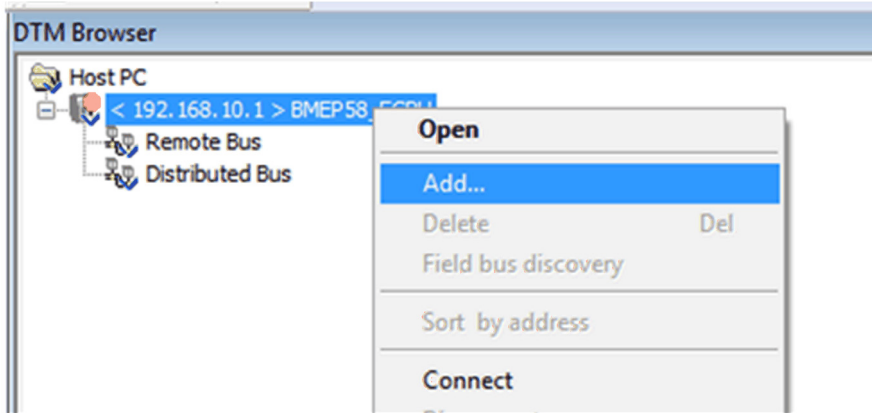 DTM Browser
Host PC
< 192.168.10.1 > BMEP58_ECPU
Remote Bus
Distributed Bus
Open
Add...
Delete Del
Field bus discovery
Sort by address
Connect